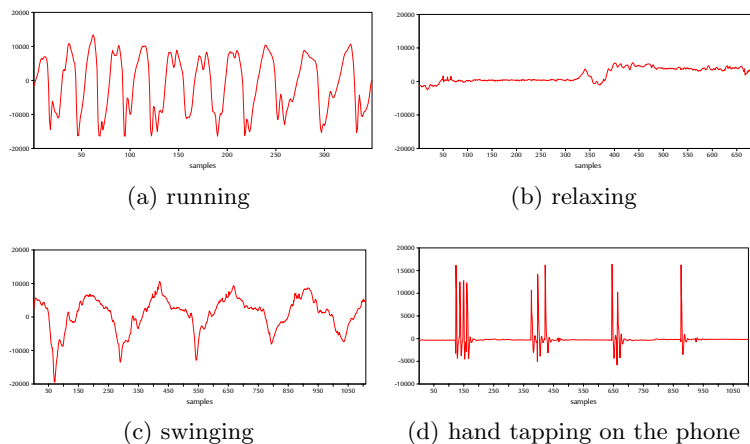 20000
10000
0
-10000
-20000
50 100 150 200 250 300
samples
(a) running
20000
10000
0
-10000
-20000
50 100 150 200 250 300 350 400 450 500 550 600 650
samples
(b) relaxing
20000
10000
0
-10000
-20000
50 150 250 350 450 550 650 750 850 950 1050
samples
(c) swinging
20000
15000
10000
5000
0
-5000
-10000
50 150 250 350 450 550 650 750 850 950 1050
samples
(d) hand tapping on the phone